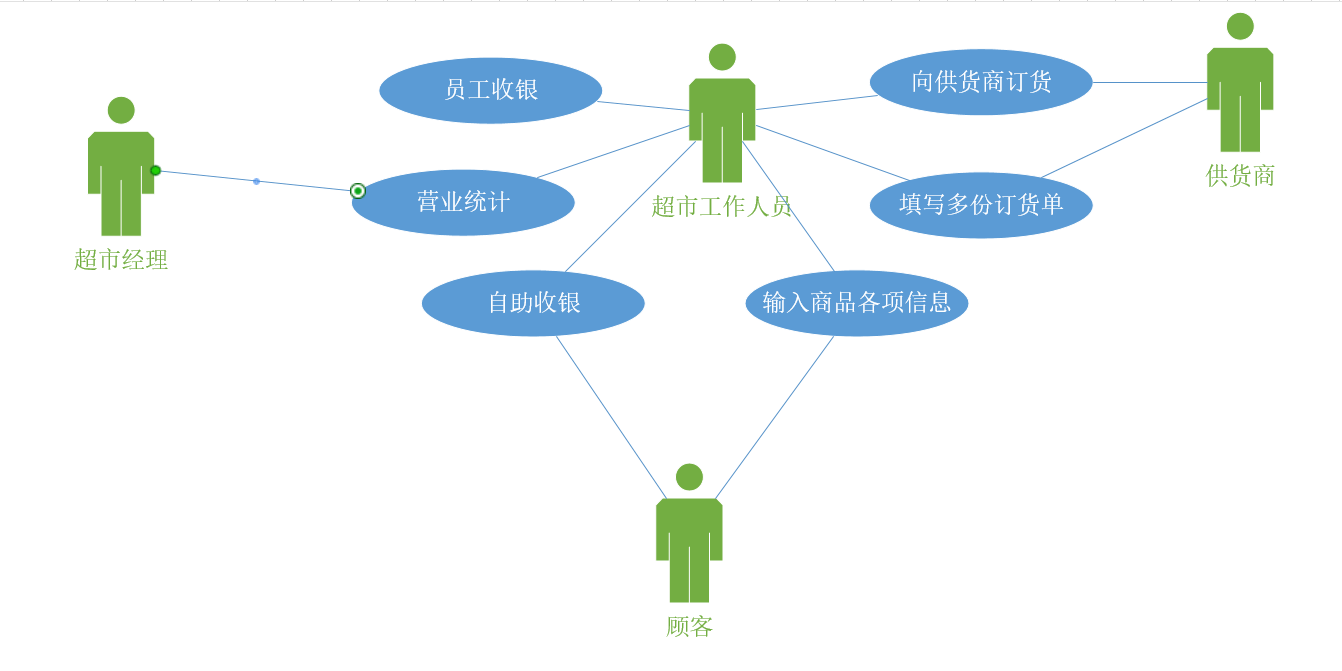 员工收银
向供货商订货
供货商
营业统计
超市工作人员
填写多份订货单
超市经理
自助收银
输入商品各项信息
顾客